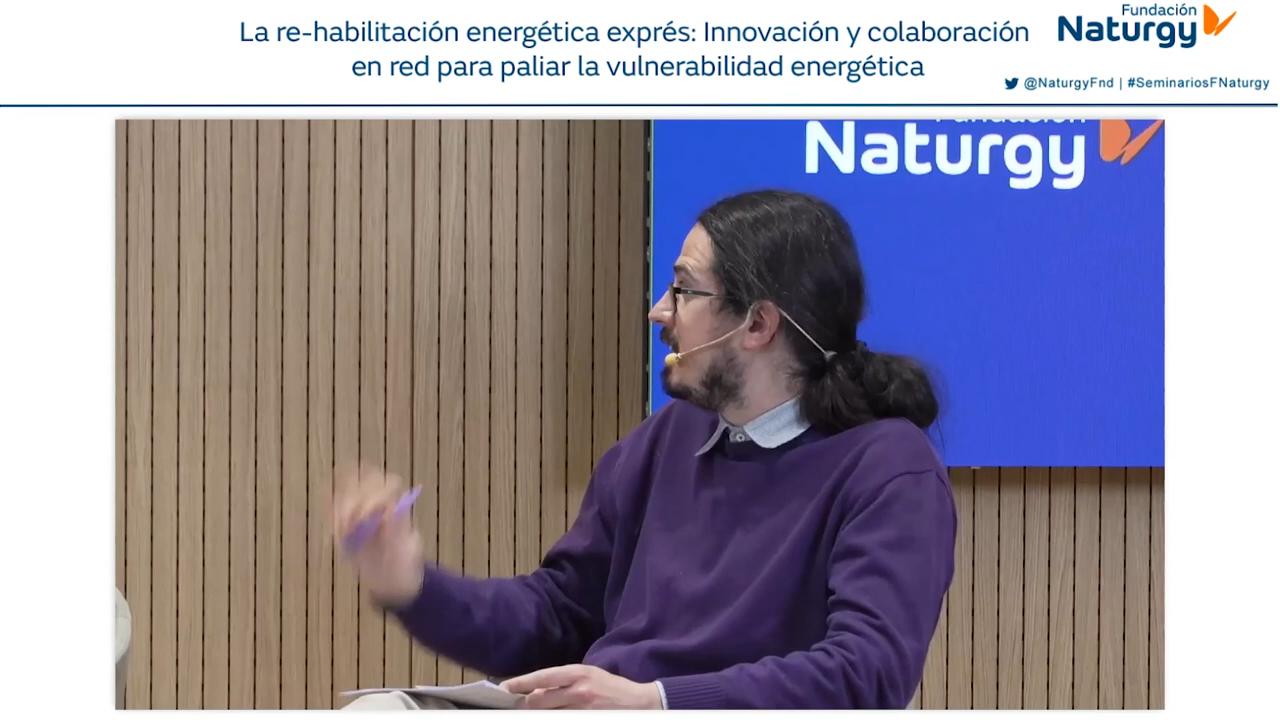 La re-habilitación energética exprés: Innovación y colaboración
en red para paliar la vulnerabilidad energética
Fundación
Naturgy
@NaturgyFnd | #SeminariosFNaturgy
Fundación
Naturgy